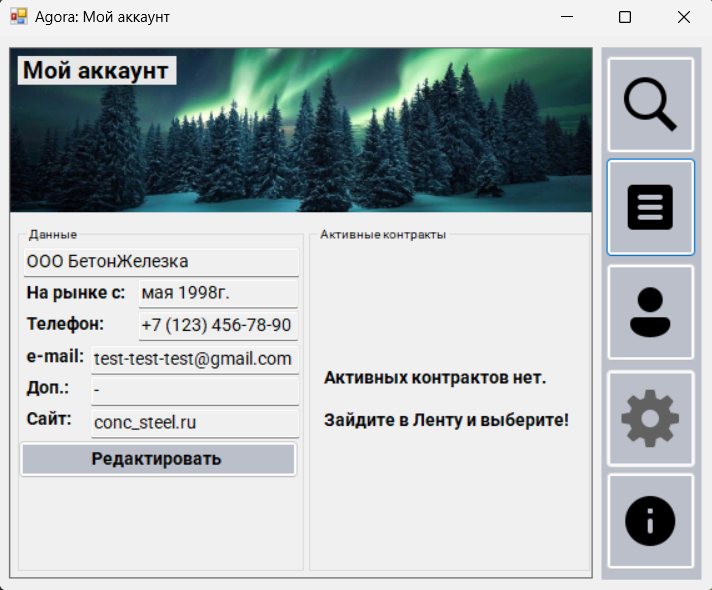 Agora: Мой аккаунт
Мой аккаунт
Данные
ООО БетонЖелезка
На рынке с: мая 1998г.
Телефон: +7 (123) 456-78-90
e-mail: test-test-test@gmail.com
Доп.: -
Сайт: conc_steel.ru
Редактировать
Активные контракты
Активных контрактов нет.
Зайдите в Ленту и выберите!